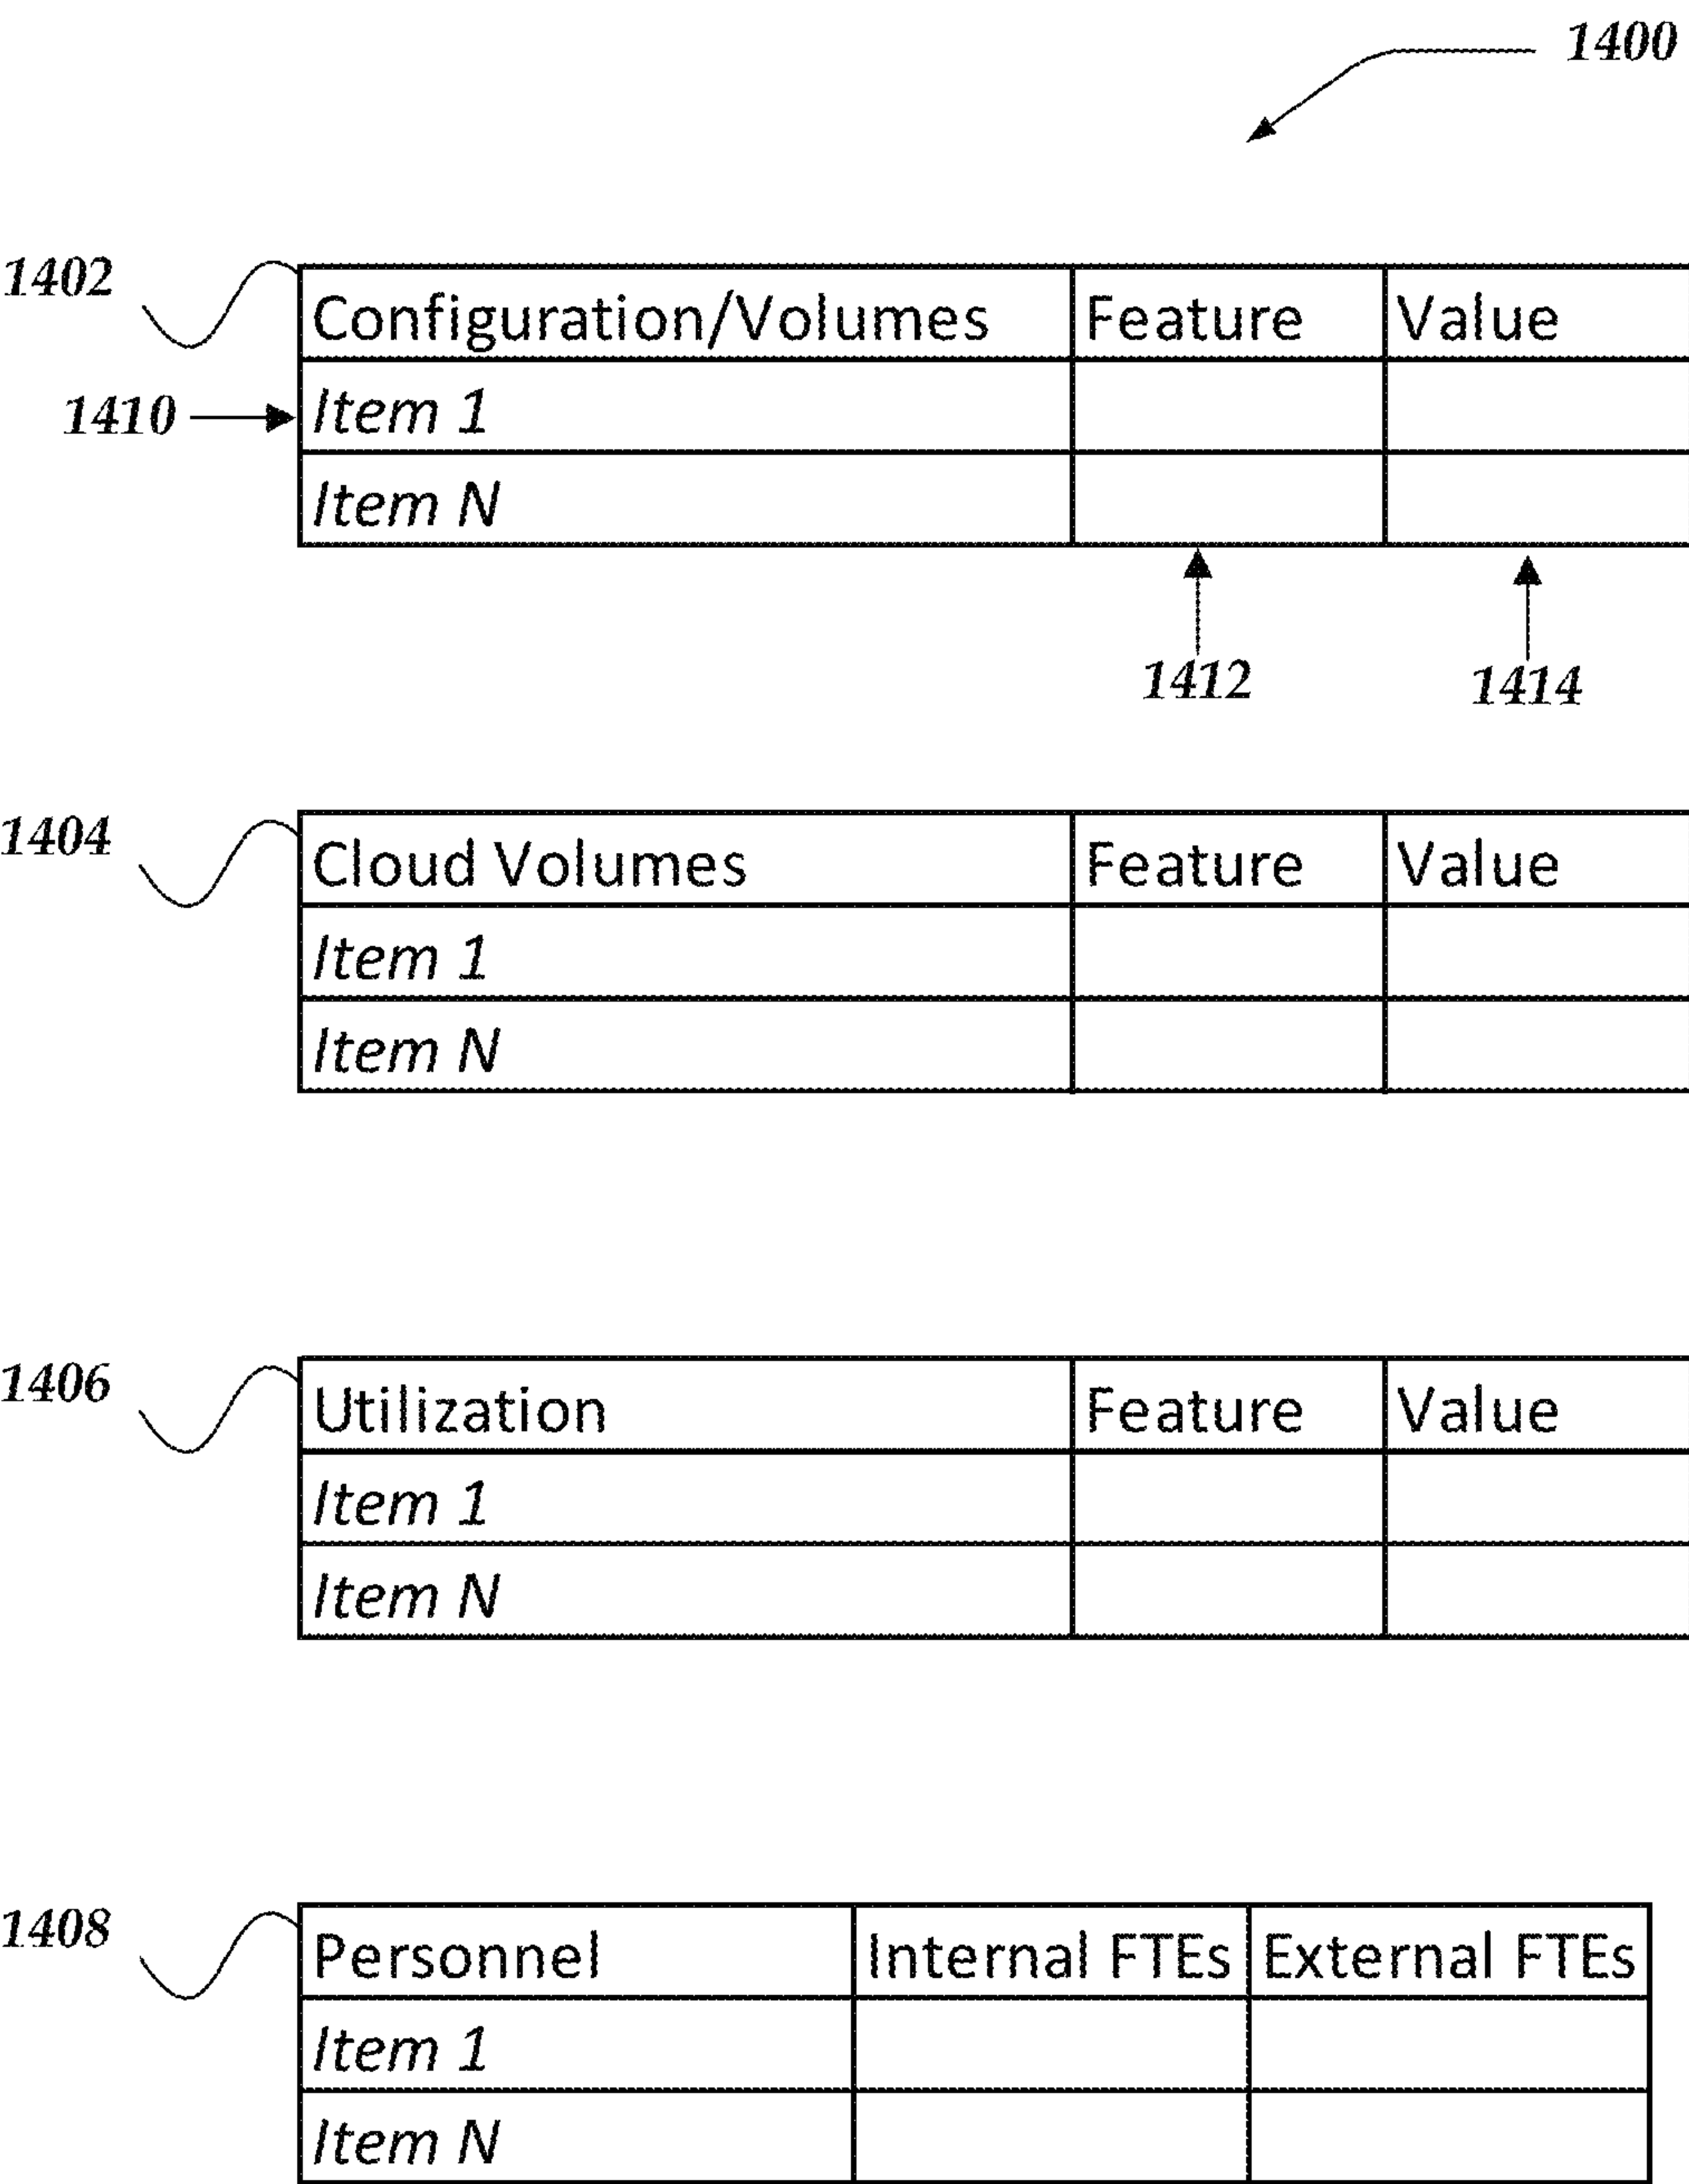 1400
1402
Configuration/Volumes Feature Value
1410 Item 1
Item N
1412 1414
1404
Cloud Volumes Feature Value
Item 1
Item N
1406
Utilization Feature Value
Item 1
Item N
1408
Personnel Internal FTEs External FTEs
Item 1
Item N